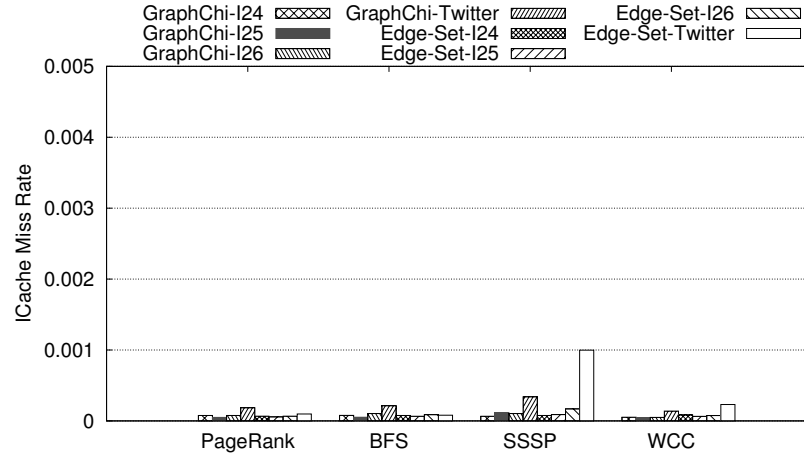 GraphChi-I24 GraphChi-Twitter Edge-Set-I26
GraphChi-I25 Edge-Set-I24 Edge-Set-Twitter
GraphChi-I26 Edge-Set-I25
0.005
0.004
0.003
0.002
0.001
0
ICache Miss Rate
PageRank BFS SSSP WCC